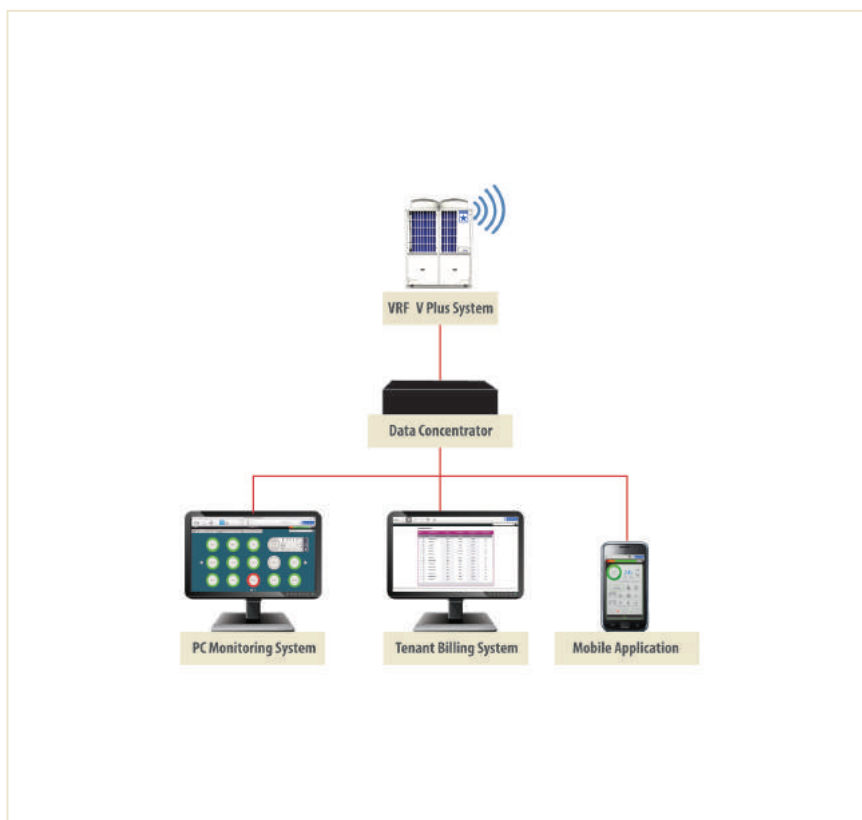 VRF V Plus System
Data Concentrator
PC Monitoring System
Tenant Billing System
Mobile Application